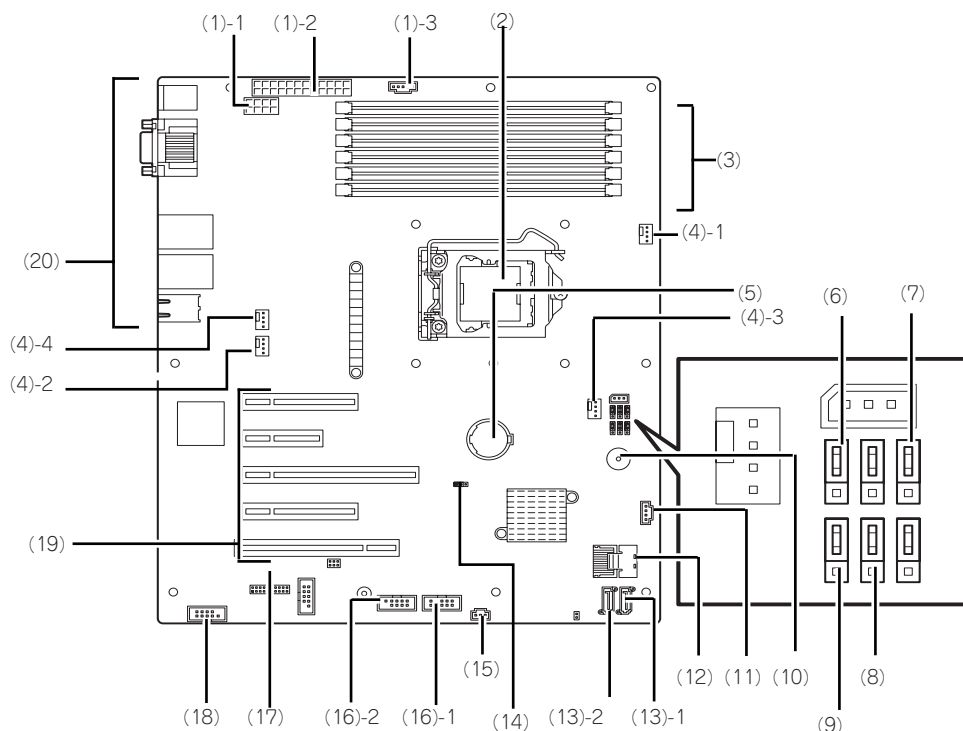 (1)-1 (1)-2 (1)-3 (2)
(3)
(4)-1
(20)
(5) (6) (7)
(4)-3
(4)-4
(4)-2
(19)
(12) (11) (10) (8)
(15)
(18) (17) (16)-2 (16)-1 (14) (13)-2 (13)-1 (9)